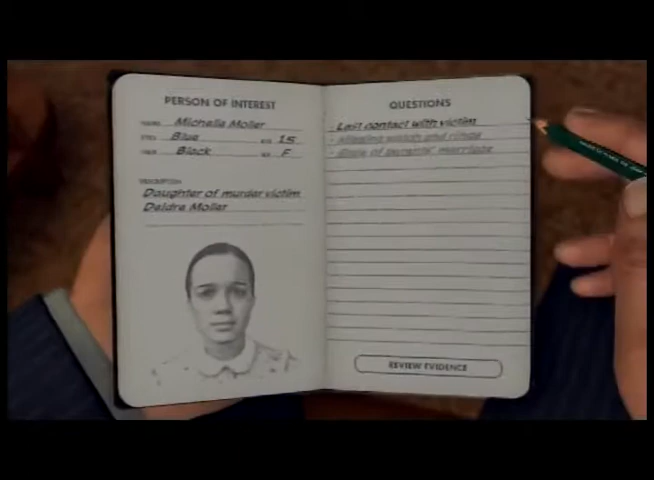 PERSON OF INTEREST
NAME Michelle Moller
EYES Blue AGE 15
HAIR Black SEX F
DESCRIPTION
Daughter of murder victim
Deidre Moller
QUESTIONS
- Last contact with victim
- Missing watch and rings
- State of parents' marriage
REVIEW EVIDENCE